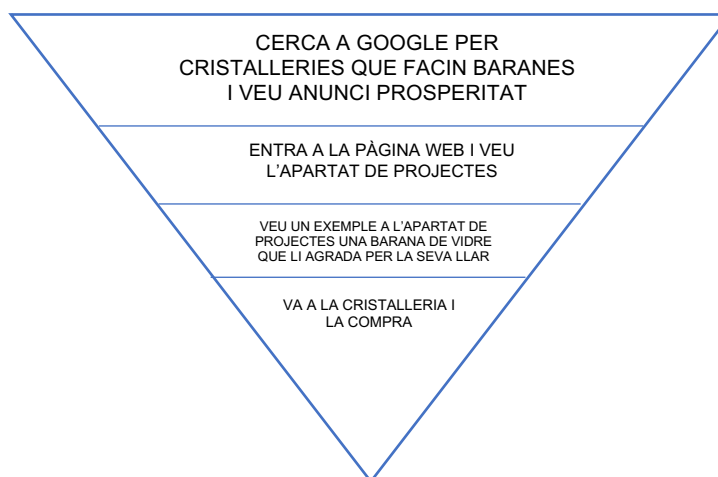 CERCA A GOOGLE PER
CRISTALLERIES QUE FACIN BARANES
I VEU ANUNCI PROSPERITAT
ENTRA A LA PÀGINA WEB I VEU
L'APARTAT DE PROJECTES
VEU UN EXEMPLE A L'APARTAT DE
PROJECTES UNA BARANA DE VIDRE
QUE LI AGRADA PER LA SEVA LLAR
VA A LA CRISTALLERIA I
LA COMPRA